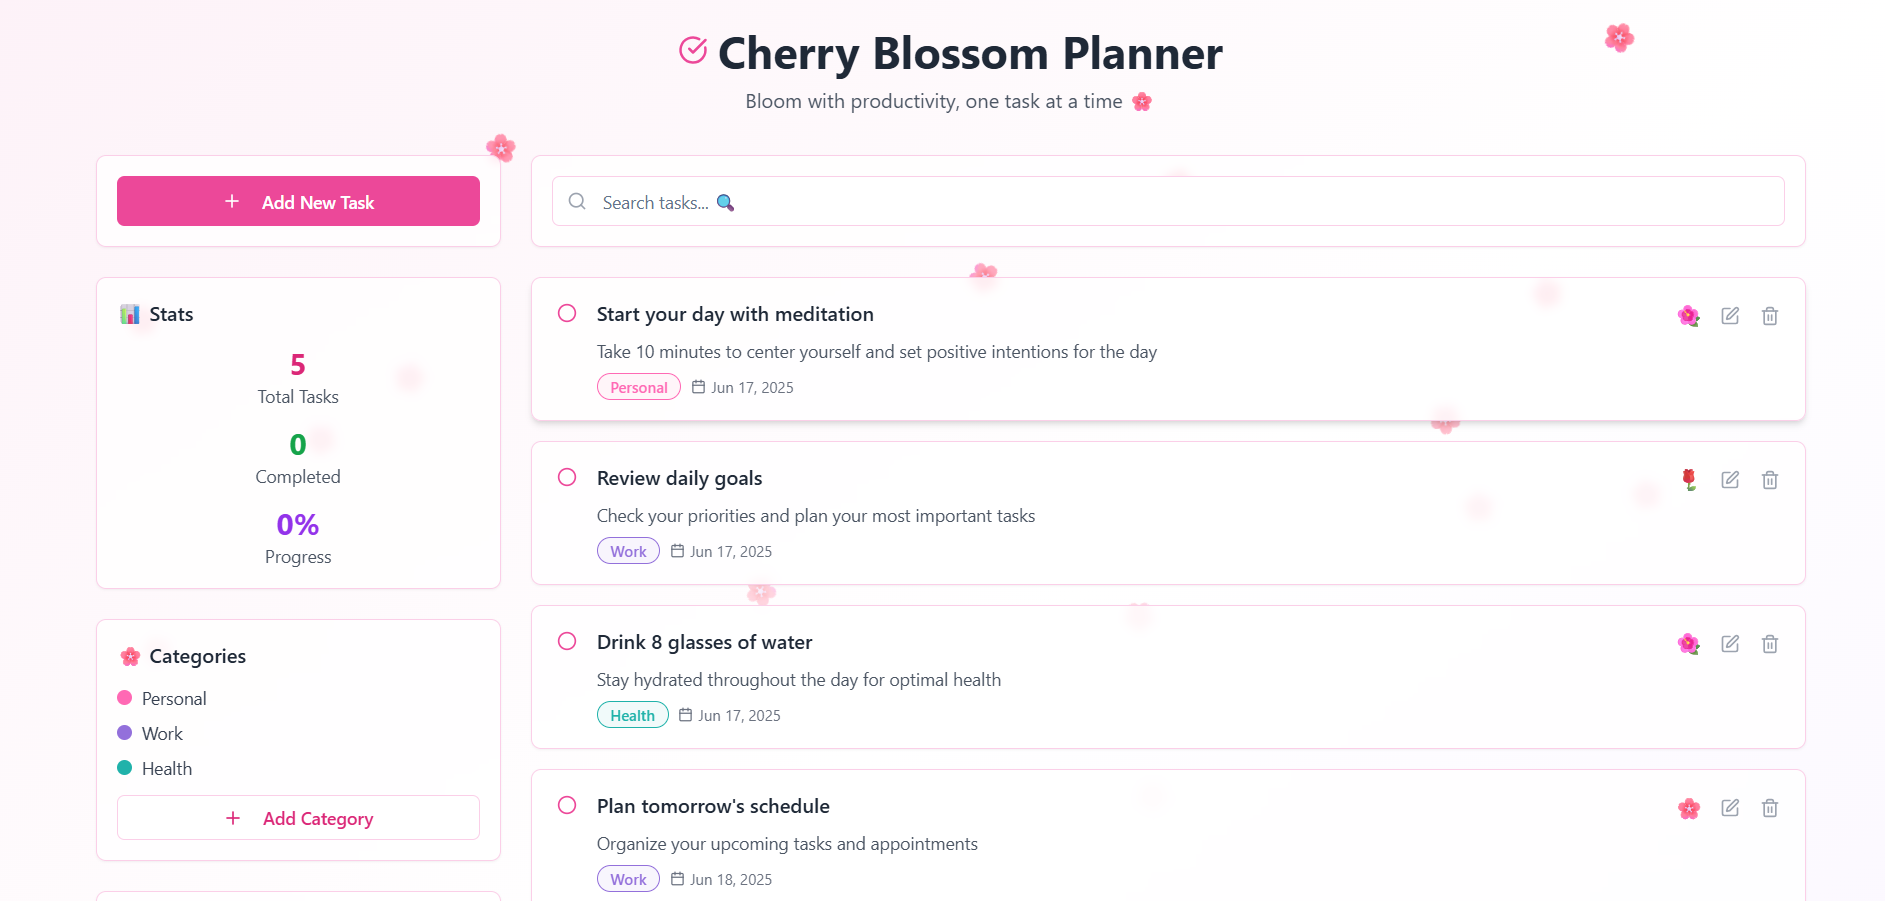 Cherry Blossom Planner
Bloom with productivity, one task at a time 🌸
Add New Task
Search tasks... 🔍
📊 Stats
5
Total Tasks
0
Completed
0%
Progress
🌸 Categories
Personal
Work
Health
Add Category
Start your day with meditation
Take 10 minutes to center yourself and set positive intentions for the day
Personal
Jun 17, 2025
Review daily goals
Check your priorities and plan your most important tasks
Work
Jun 17, 2025
Drink 8 glasses of water
Stay hydrated throughout the day for optimal health
Health
Jun 17, 2025
Plan tomorrow's schedule
Organize your upcoming tasks and appointments
Work
Jun 18, 2025